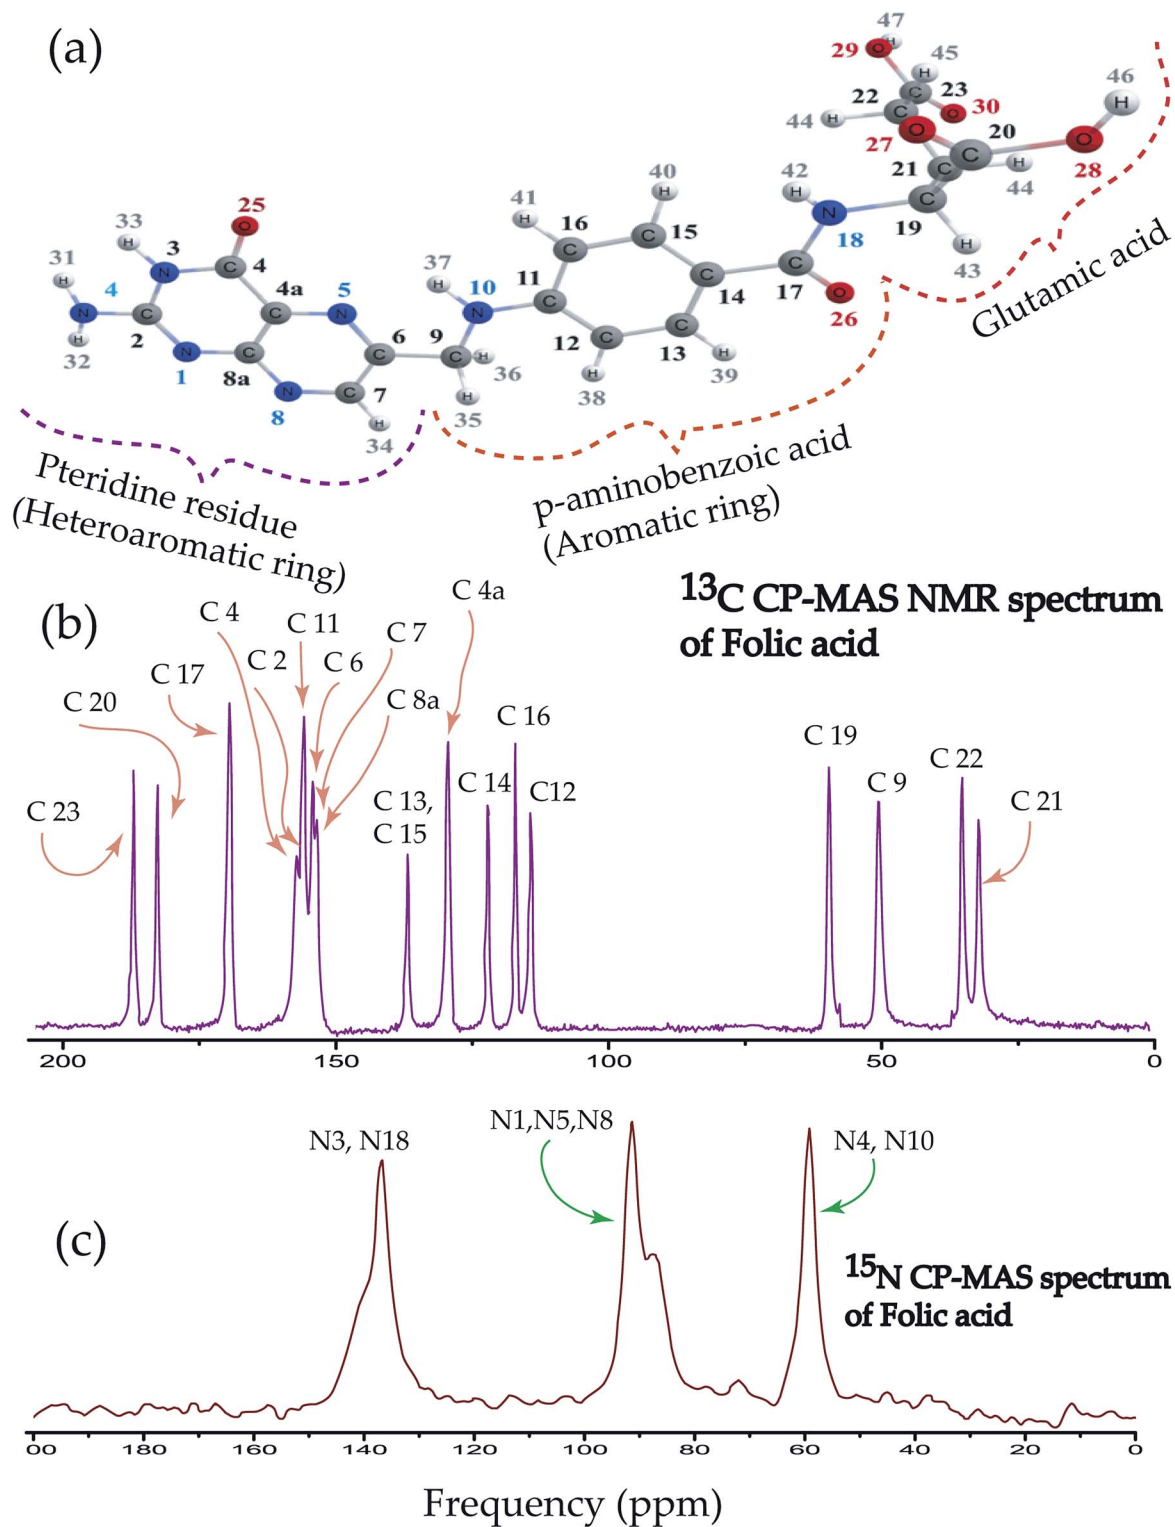 (a)
47
H
29
O
H
45
H
46
H
C
23
22
C
O
30
44
H
O
27
20
C
O
28
21
C
H
44
40
H
42
H
N
18
C
19
H
43
41
H
16
C
C
15
33
H
25
O
3
N
C
4
31
H
4
N
C
2
H
32
4a
C
5
N
N
1
C
8a
6
C
N
8
C
7
H
34
37
H
10
N
9
C
H
36
H
35
11
C
C
12
H
38
C
13
H
39
C
14
C
17
O
26
Pteridine residue
(Heteroaromatic ring)
p-aminobenzoic acid
(Aromatic ring)
Glutamic acid
(b)
13C CP-MAS NMR spectrum
of Folic acid
C 23
C 20
C 17
C 4
C 2
C 11
C 6
C 7
C 8a
C 13,
C 15
C 4a
C 14
C 16
C12
C 19
C 9
C 22
C 21
200 150 100 50 0
(c)
N3, N18
N1,N5,N8
N4, N10
15N CP-MAS spectrum
of Folic acid
00 180 160 140 120 100 80 60 40 20 0
Frequency (ppm)